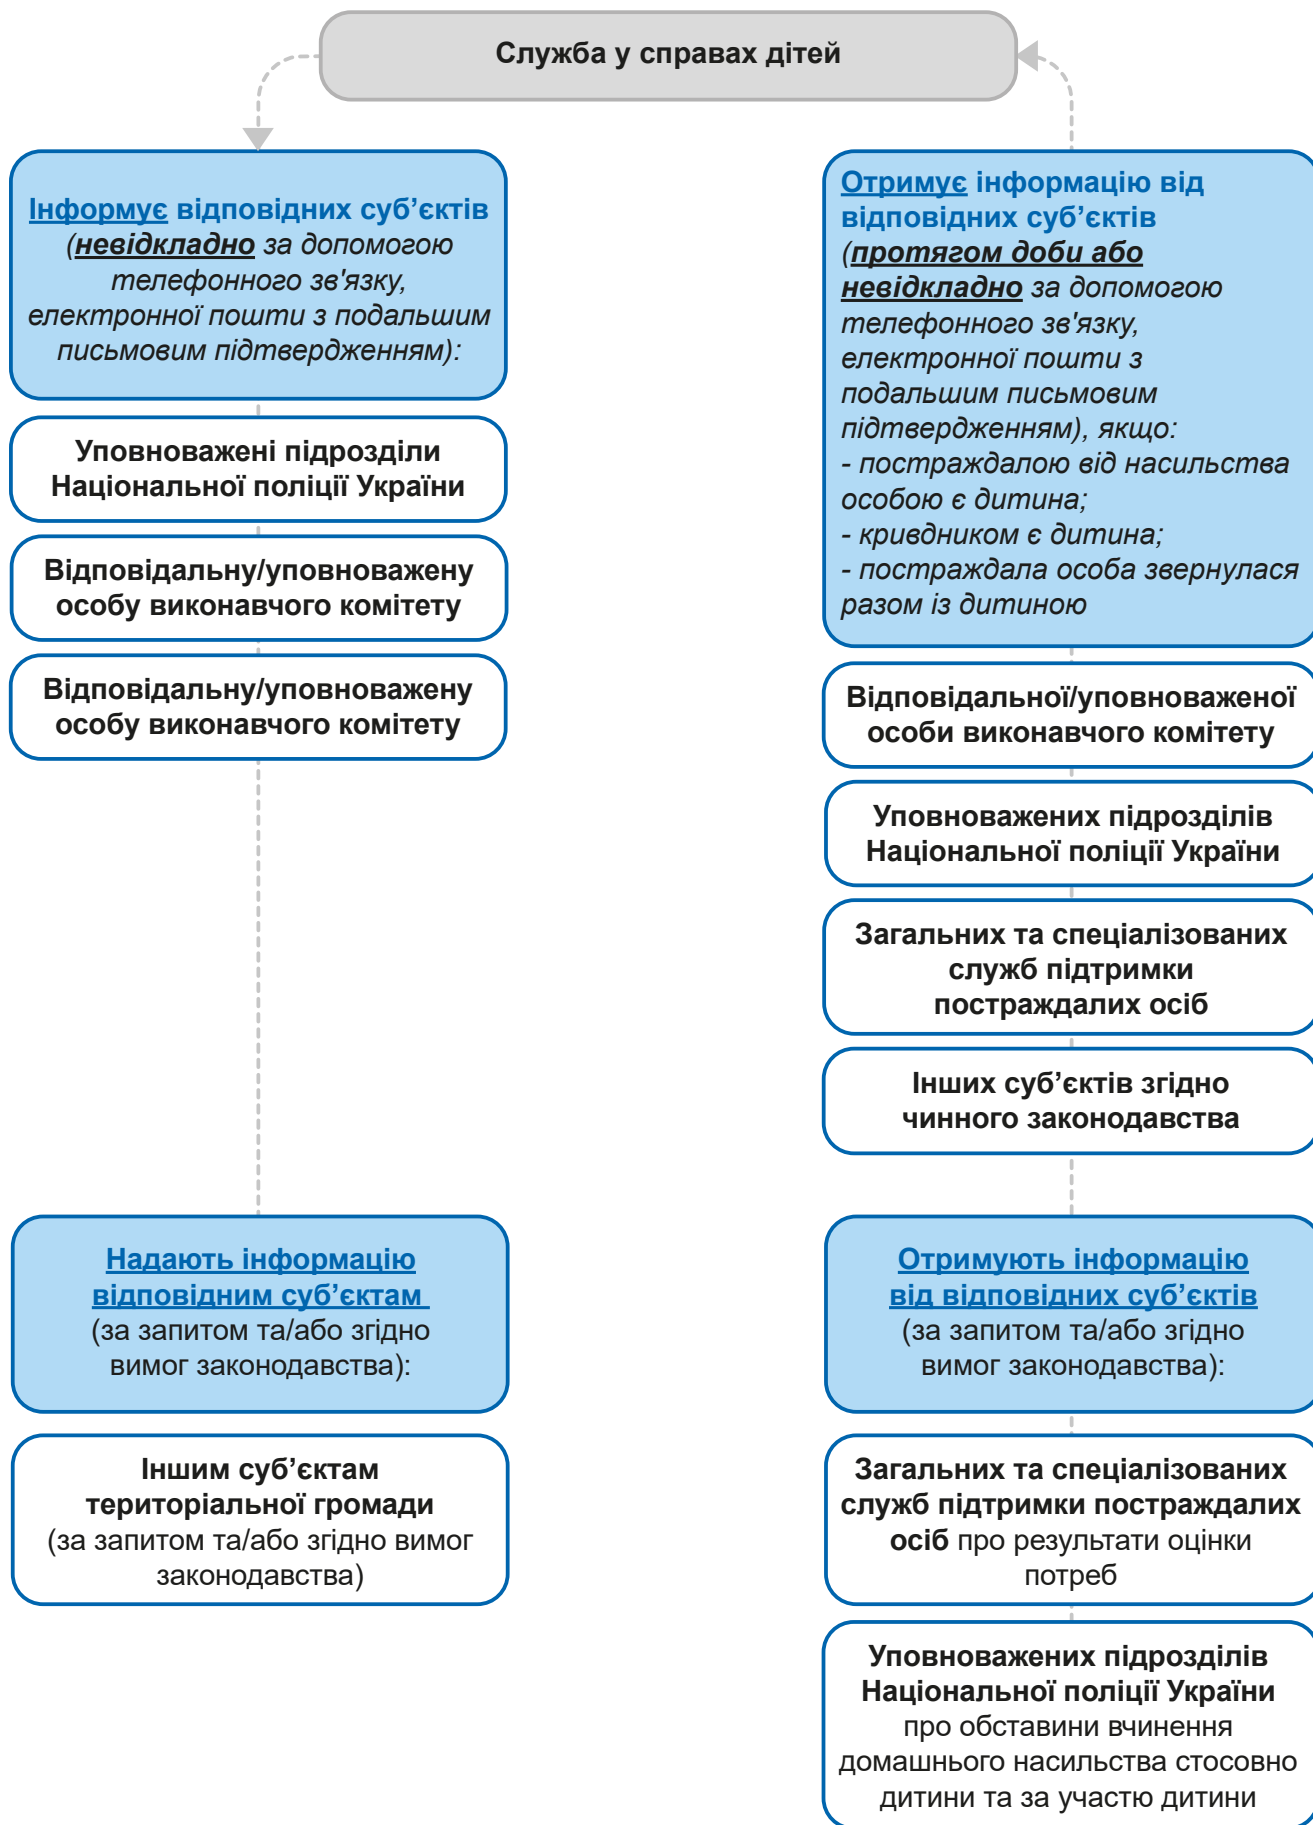 Служба у справах дітей
Інформує відповідних суб’єктів
(невідкладно за допомогою
телефонного зв'язку,
електронної пошти з подальшим
письмовим підтвердженням):
Уповноважені підрозділи
Національної поліції України
Відповідальну/уповноважену
особу виконавчого комітету
Відповідальну/уповноважену
особу виконавчого комітету
Надають інформацію
відповідним суб’єктам
(за запитом та/або згідно
вимог законодавства):
Іншим суб’єктам
територіальної громади
(за запитом та/або згідно вимог
законодавства)
Отримує інформацію від
відповідних суб’єктів
(протягом доби або
невідкладно за допомогою
телефонного зв'язку,
електронної пошти з
подальшим письмовим
підтвердженням), якщо:
- постраждалою від насильства
особою є дитина;
- кривдником є дитина;
- постраждала особа звернулася
разом із дитиною
Відповідальної/уповноваженої
особи виконавчого комітету
Уповноважених підрозділів
Національної поліції України
Загальних та спеціалізованих
служб підтримки
постраждалих осіб
Інших суб’єктів згідно
чинного законодавства
Отримують інформацію
від відповідних суб’єктів
(за запитом та/або згідно
вимог законодавства):
Загальних та спеціалізованих
служб підтримки постраждалих
осіб про результати оцінки
потреб
Уповноважених підрозділів
Національної поліції України
про обставини вчинення
домашнього насильства стосовно
дитини та за участю дитини